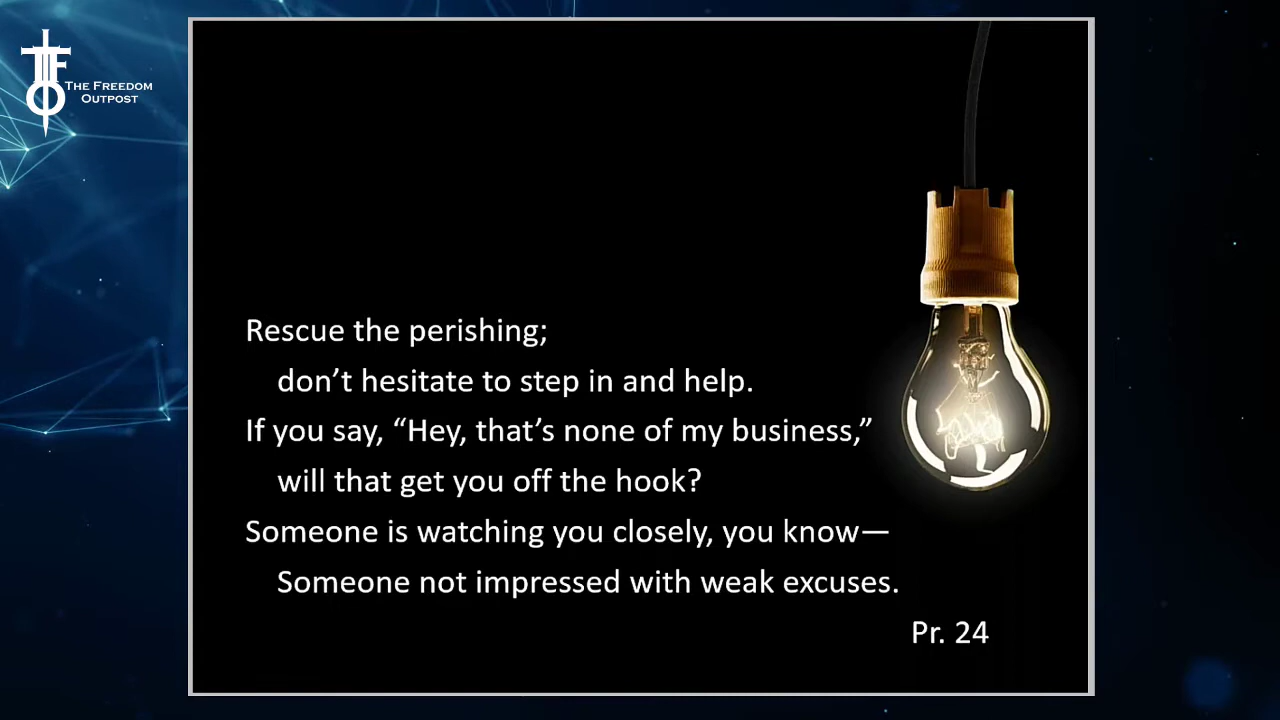 The Freedom
Outpost
Rescue the perishing;
don’t hesitate to step in and help.
If you say, “Hey, that’s none of my business,”
will that get you off the hook?
Someone is watching you closely, you know—
Someone not impressed with weak excuses.
Pr. 24